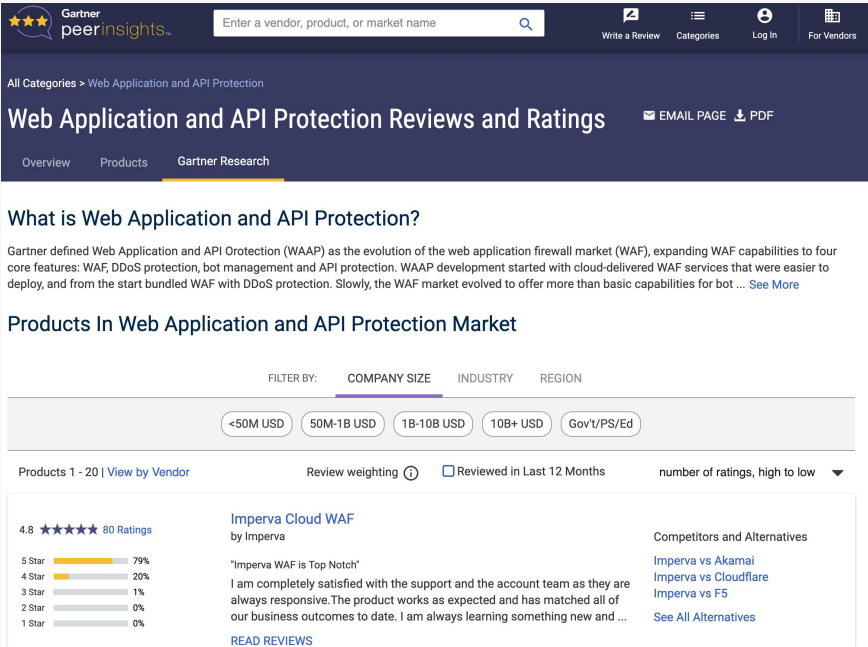 Gartner
peerinsights™
Enter a vendor, product, or market name
Write a Review
Categories
Log In
For Vendors
All Categories > Web Application and API Protection
Web Application and API Protection Reviews and Ratings
EMAIL PAGE
PDF
Overview
Products
Gartner Research
What is Web Application and API Protection?
Gartner defined Web Application and API Orotection (WAAP) as the evolution of the web application firewall market (WAF), expanding WAF capabilities to four
core features: WAF, DDoS protection, bot management and API protection. WAAP development started with cloud-delivered WAF services that were easier to
deploy, and from the start bundled WAF with DDoS protection. Slowly, the WAF market evolved to offer more than basic capabilities for bot ... See More
Products In Web Application and API Protection Market
FILTER BY:
COMPANY SIZE
INDUSTRY
REGION
<50M USD
50M-1B USD
1B-10B USD
10B+ USD
Gov't/PS/Ed
Products 1 - 20 | View by Vendor
Review weighting
Reviewed in Last 12 Months
number of ratings, high to low
4.8
80 Ratings
5 Star 79%
4 Star 20%
3 Star 1%
2 Star 0%
1 Star 0%
Imperva Cloud WAF
by Imperva
"Imperva WAF is Top Notch"
I am completely satisfied with the support and the account team as they are
always responsive.The product works as expected and has matched all of
our business outcomes to date. I am always learning something new and ...
READ REVIEWS
Competitors and Alternatives
Imperva vs Akamai
Imperva vs Cloudflare
Imperva vs F5
See All Alternatives